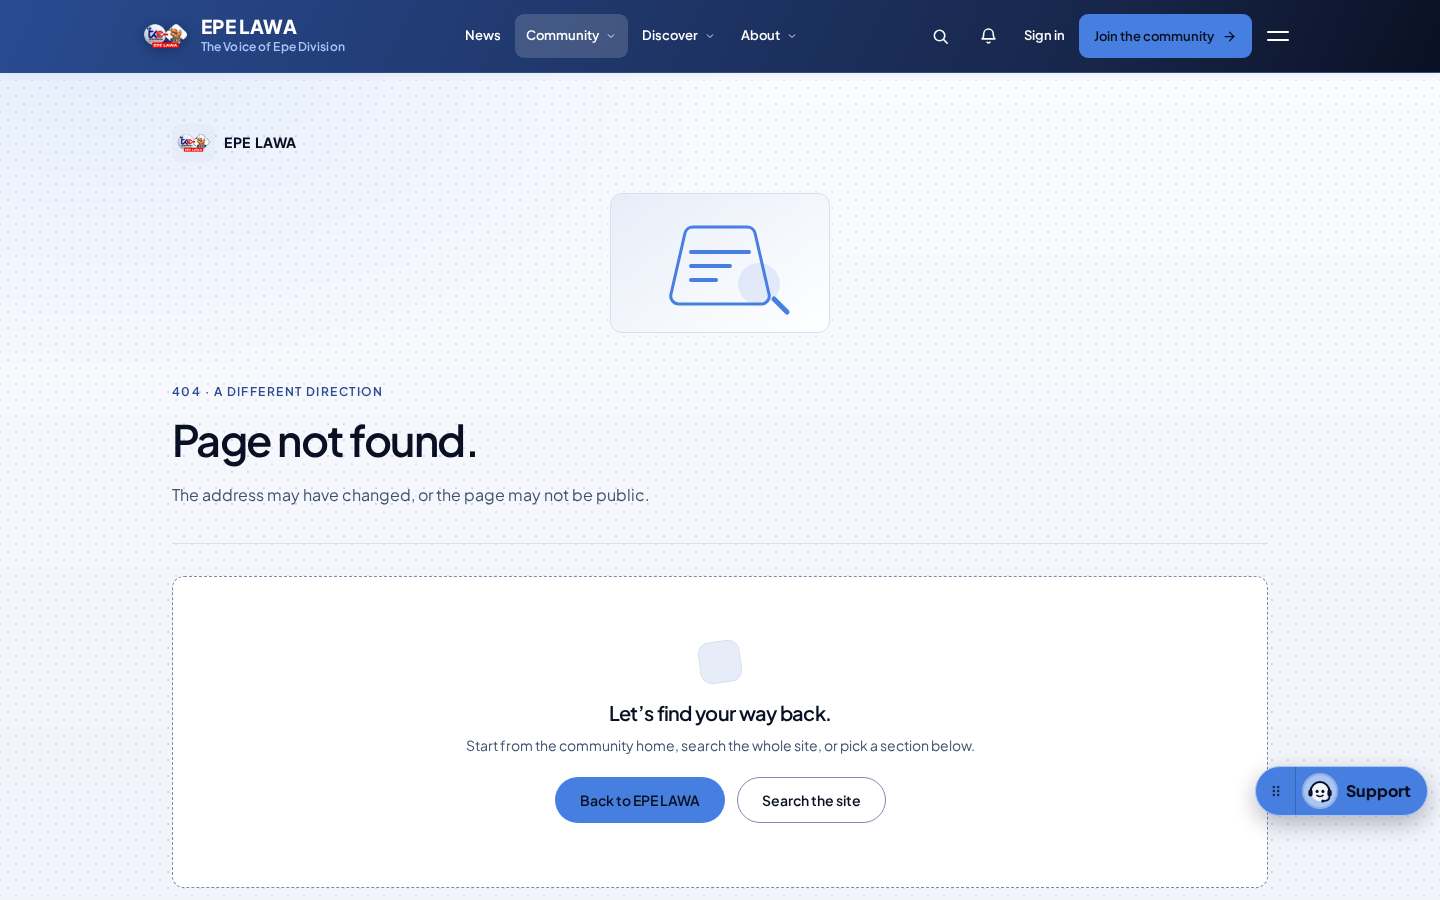 EPE LAWA
The Voice of Epe Division
News
Community
Discover
About
Sign in
Join the community
EPE LAWA
404 · A DIFFERENT DIRECTION
Page not found.
The address may have changed, or the page may not be public.
Let’s find your way back.
Start from the community home, search the whole site, or pick a section below.
Back to EPE LAWA
Search the site
Support